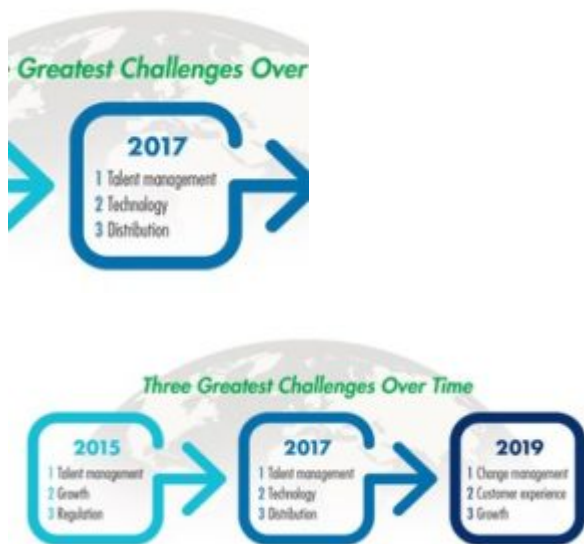 Greatest Challenges Over
2017
1 Talent management
2 Technology
3 Distribution
Three Greatest Challenges Over Time
2015
1 Talent management
2 Growth
3 Regulation
2017
1 Talent management
2 Technology
3 Distribution
2019
1 Change management
2 Customer experience
3 Growth